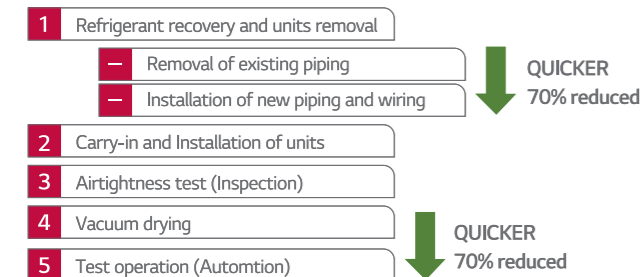 1 Refrigerant recovery and units removal
– Removal of existing piping
QUICKER
– Installation of new piping and wiring
70% reduced
2 Carry-in and Installation of units
3 Airtightness test (Inspection)
4 Vacuum drying
QUICKER
5 Test operation (Automtion)
70% reduced